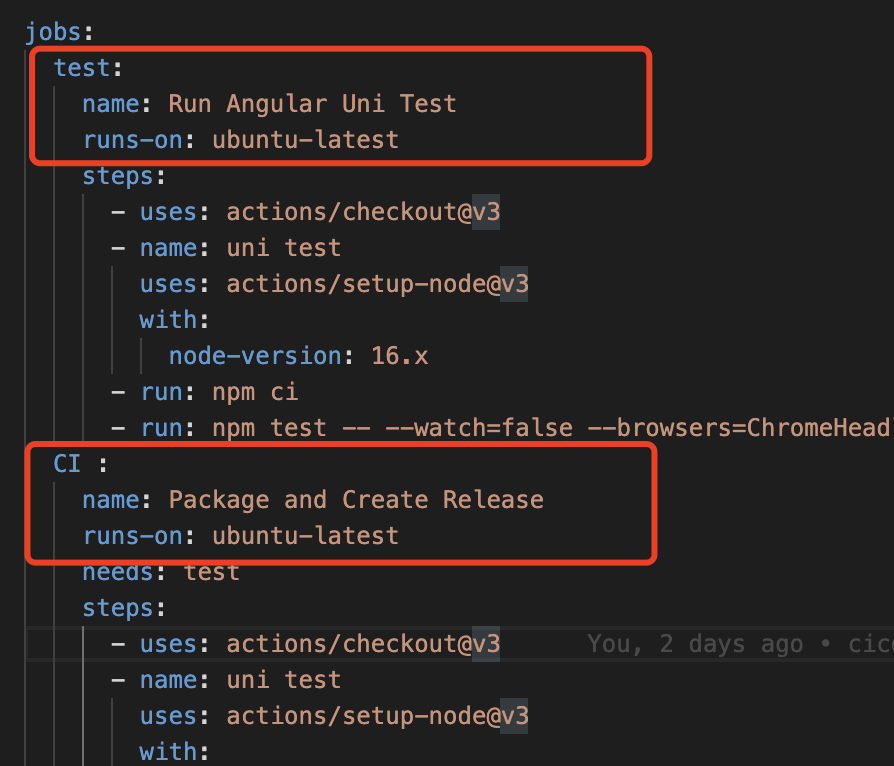 jobs:
test:
name: Run Angular Uni Test
runs-on: ubuntu-latest
steps:
- uses: actions/checkout@v3
- name: uni test
uses: actions/setup-node@v3
with:
node-version: 16.x
- run: npm ci
- run: npm test -- --watch=false --browsers=ChromeHead
CI :
name: Package and Create Release
runs-on: ubuntu-latest
needs: test
steps:
- uses: actions/checkout@v3 You, 2 days ago • cicd
- name: uni test
uses: actions/setup-node@v3
with: